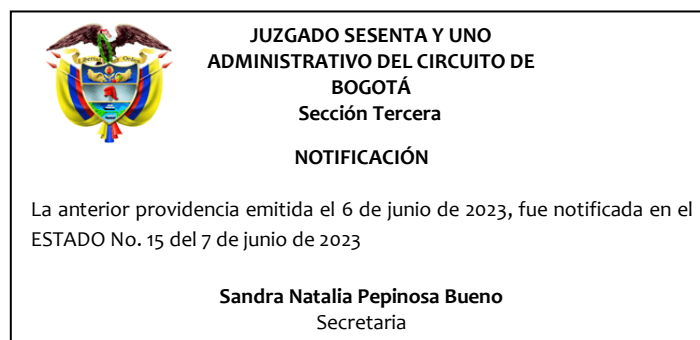 JUZGADO SESENTA Y UNO
ADMINISTRATIVO DEL CIRCUITO DE
BOGOTÁ
Sección Tercera
NOTIFICACIÓN
La anterior providencia emitida el 6 de junio de 2023, fue notificada en el
ESTADO No. 15 del 7 de junio de 2023
Sandra Natalia Pepinosa Bueno
Secretaria